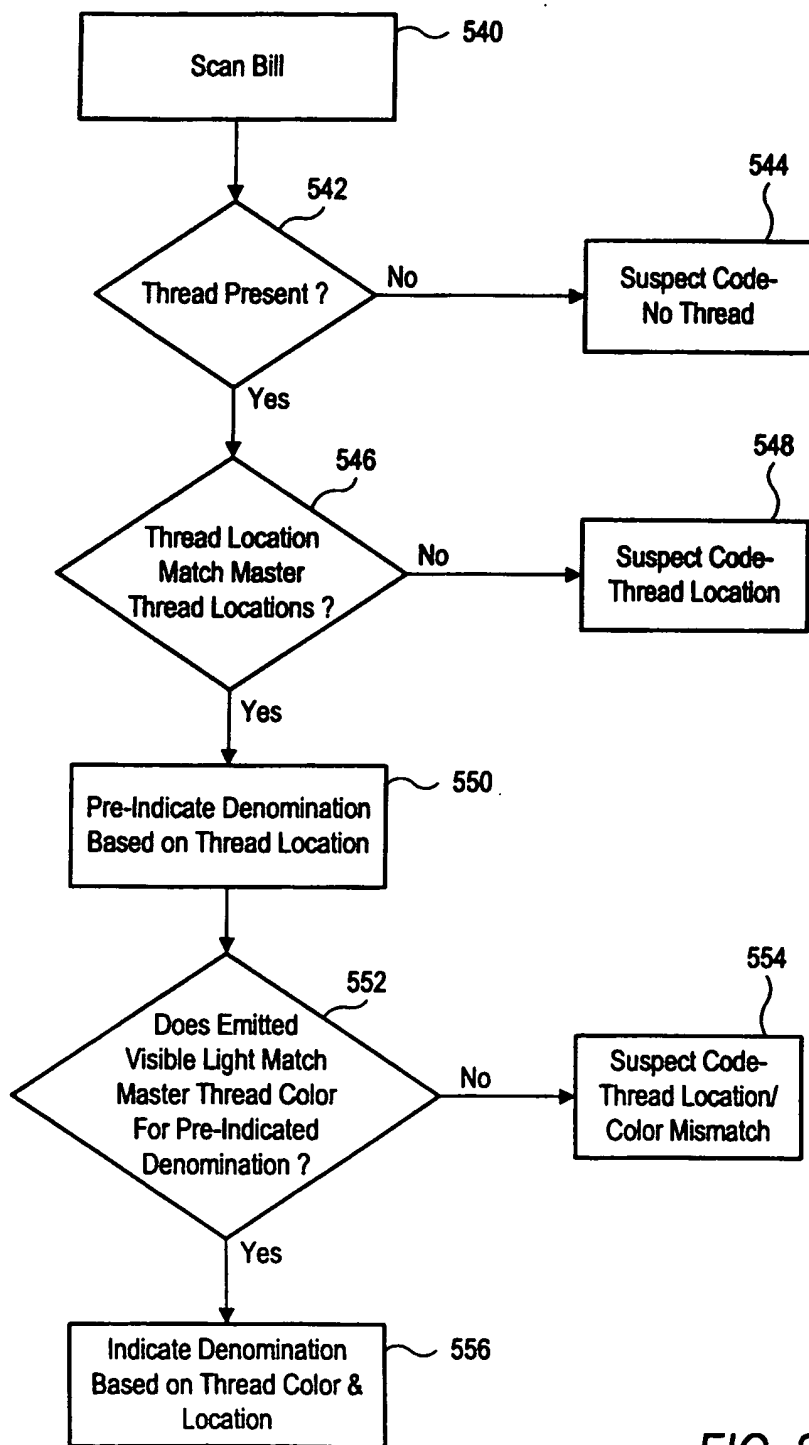 Scan Bill
540
542
Thread Present ?
No
544
Suspect Code-
No Thread
Yes
546
Thread Location
Match Master
Thread Locations ?
No
548
Suspect Code-
Thread Location
Yes
Pre-Indicate Denomination
Based on Thread Location
550
552
Does Emitted
Visible Light Match
Master Thread Color
For Pre-Indicated
Denomination ?
No
554
Suspect Code-
Thread Location/
Color Mismatch
Yes
Indicate Denomination
Based on Thread Color &
Location
556
FIG.